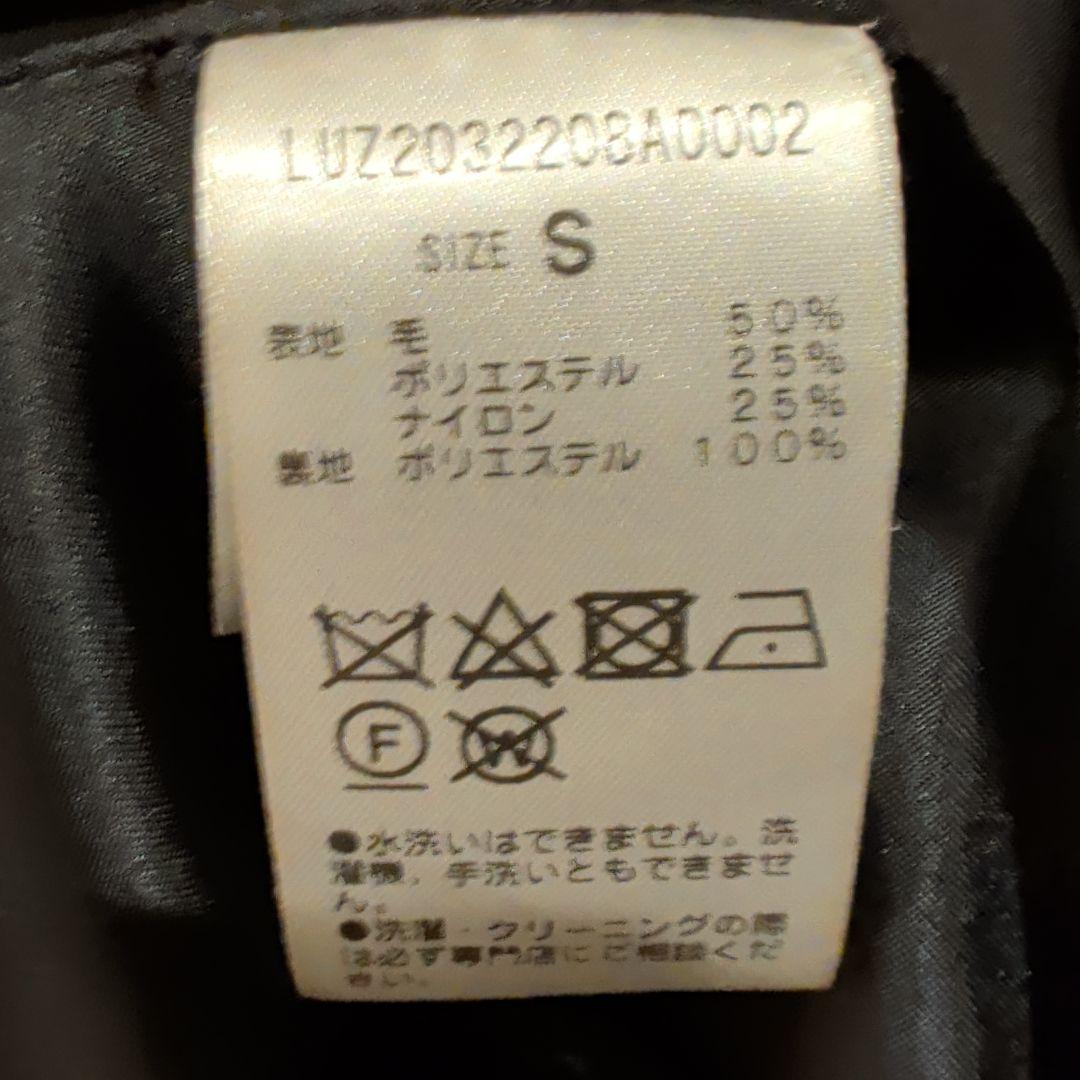 LUZ2032208A0002
SIZE S
表地 毛 50%
ポリエステル 25%
ナイロン 25%
裏地 ポリエステル 100%
F W
●水洗いはできません。洗
濯機，手洗いともできませ
ん。
●洗濯・クリーニングの際
は必ず専門店にご相談くだ
さい。